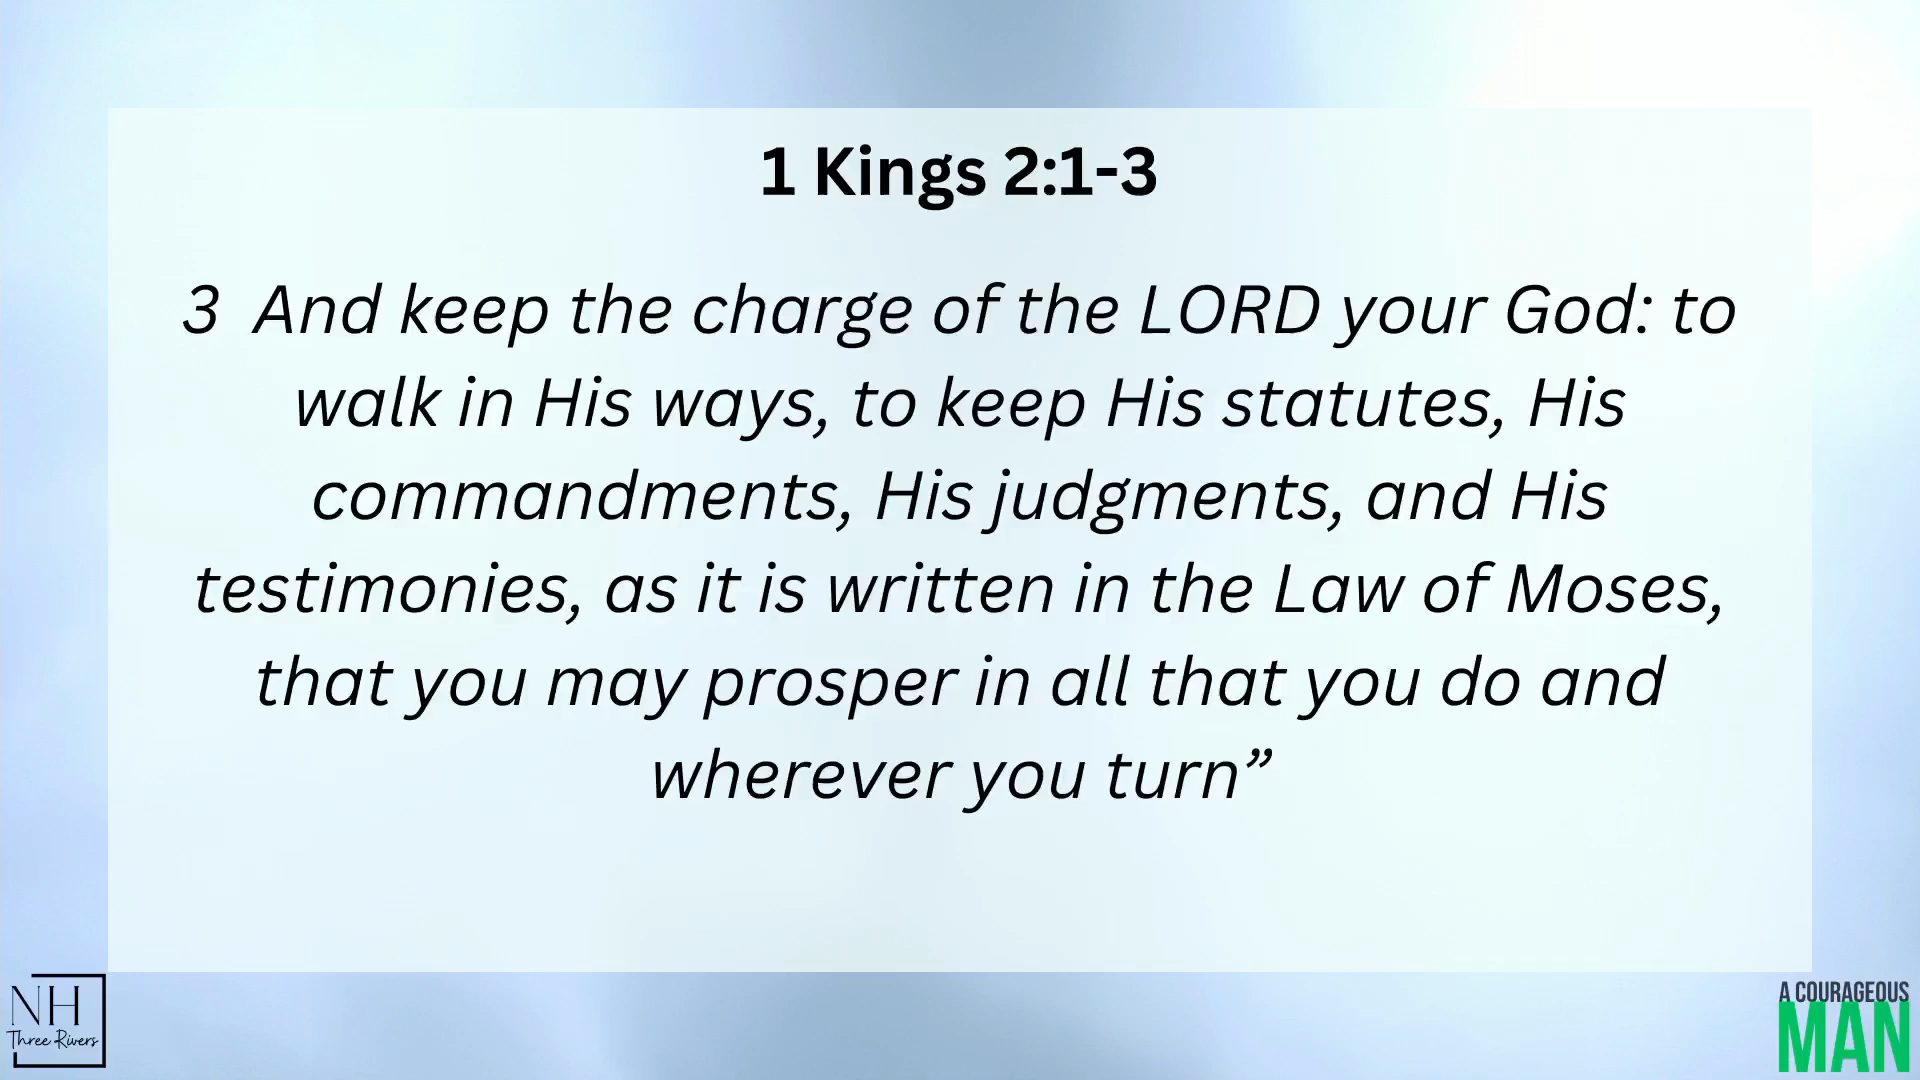 1 Kings 2:1-3
3  And keep the charge of the LORD your God: to
walk in His ways, to keep His statutes, His
commandments, His judgments, and His
testimonies, as it is written in the Law of Moses,
that you may prosper in all that you do and
wherever you turn”
NH
Three Rivers
A COURAGEOUS
MAN